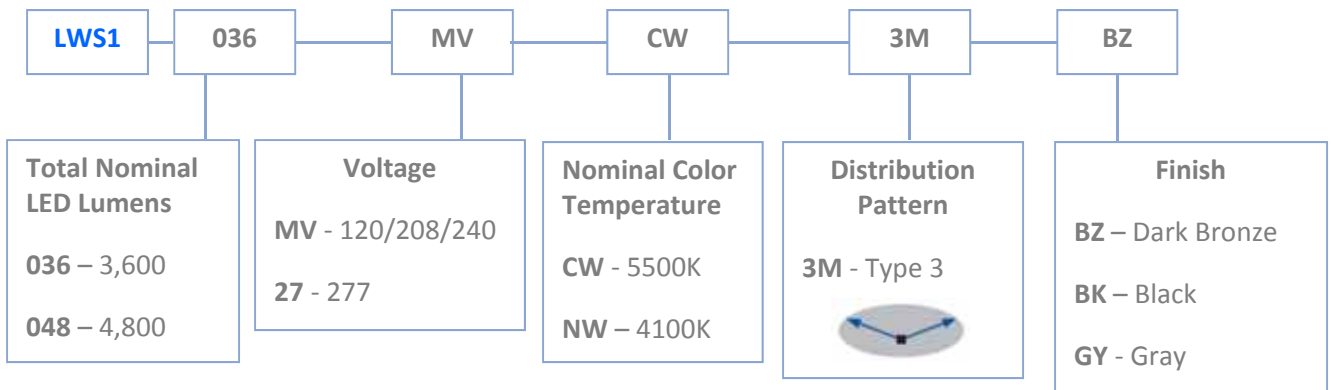 LWS1 036 MV CW 3M BZ
Total Nominal
LED Lumens
036 – 3,600
048 – 4,800
Voltage
MV - 120/208/240
27 - 277
Nominal Color
Temperature
CW - 5500K
NW – 4100K
Distribution
Pattern
3M - Type 3
Finish
BZ – Dark Bronze
BK – Black
GY - Gray